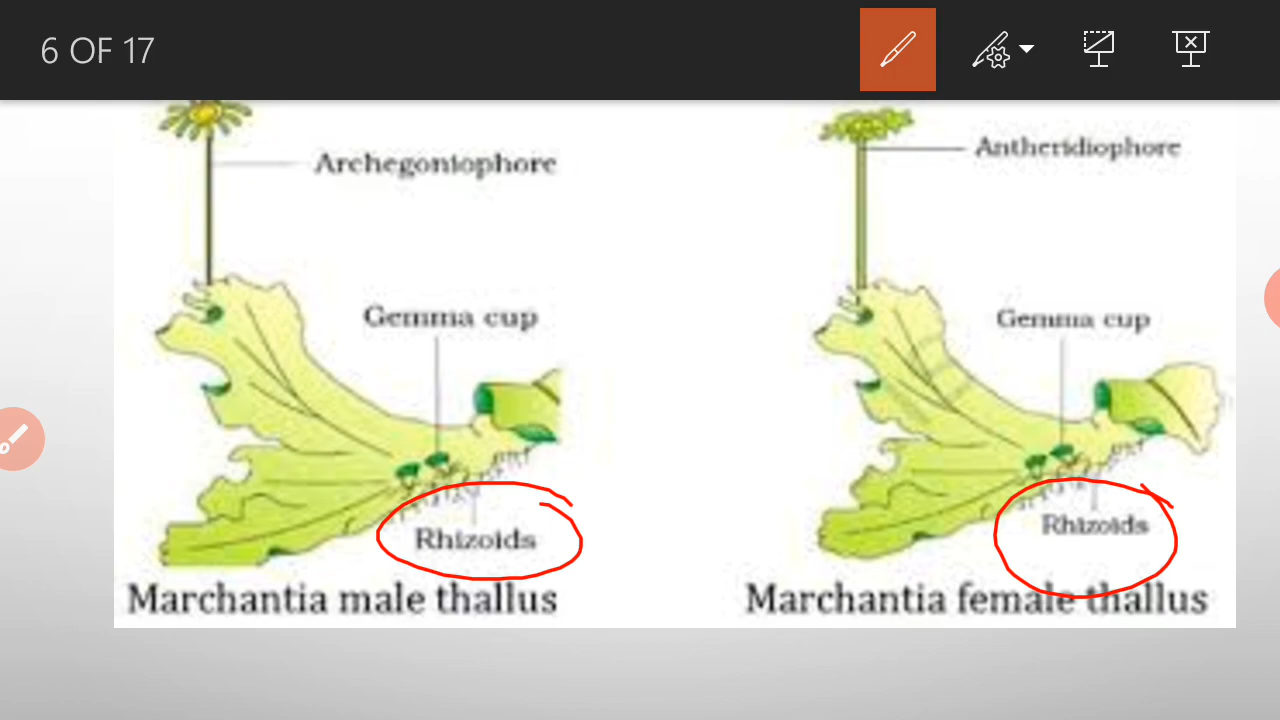 6 OF 17
Archegoniophore
Antheridiophore
Gemma cup
Gemma cup
Rhizoids
Rhizoids
Marchantia male thallus
Marchantia female thallus